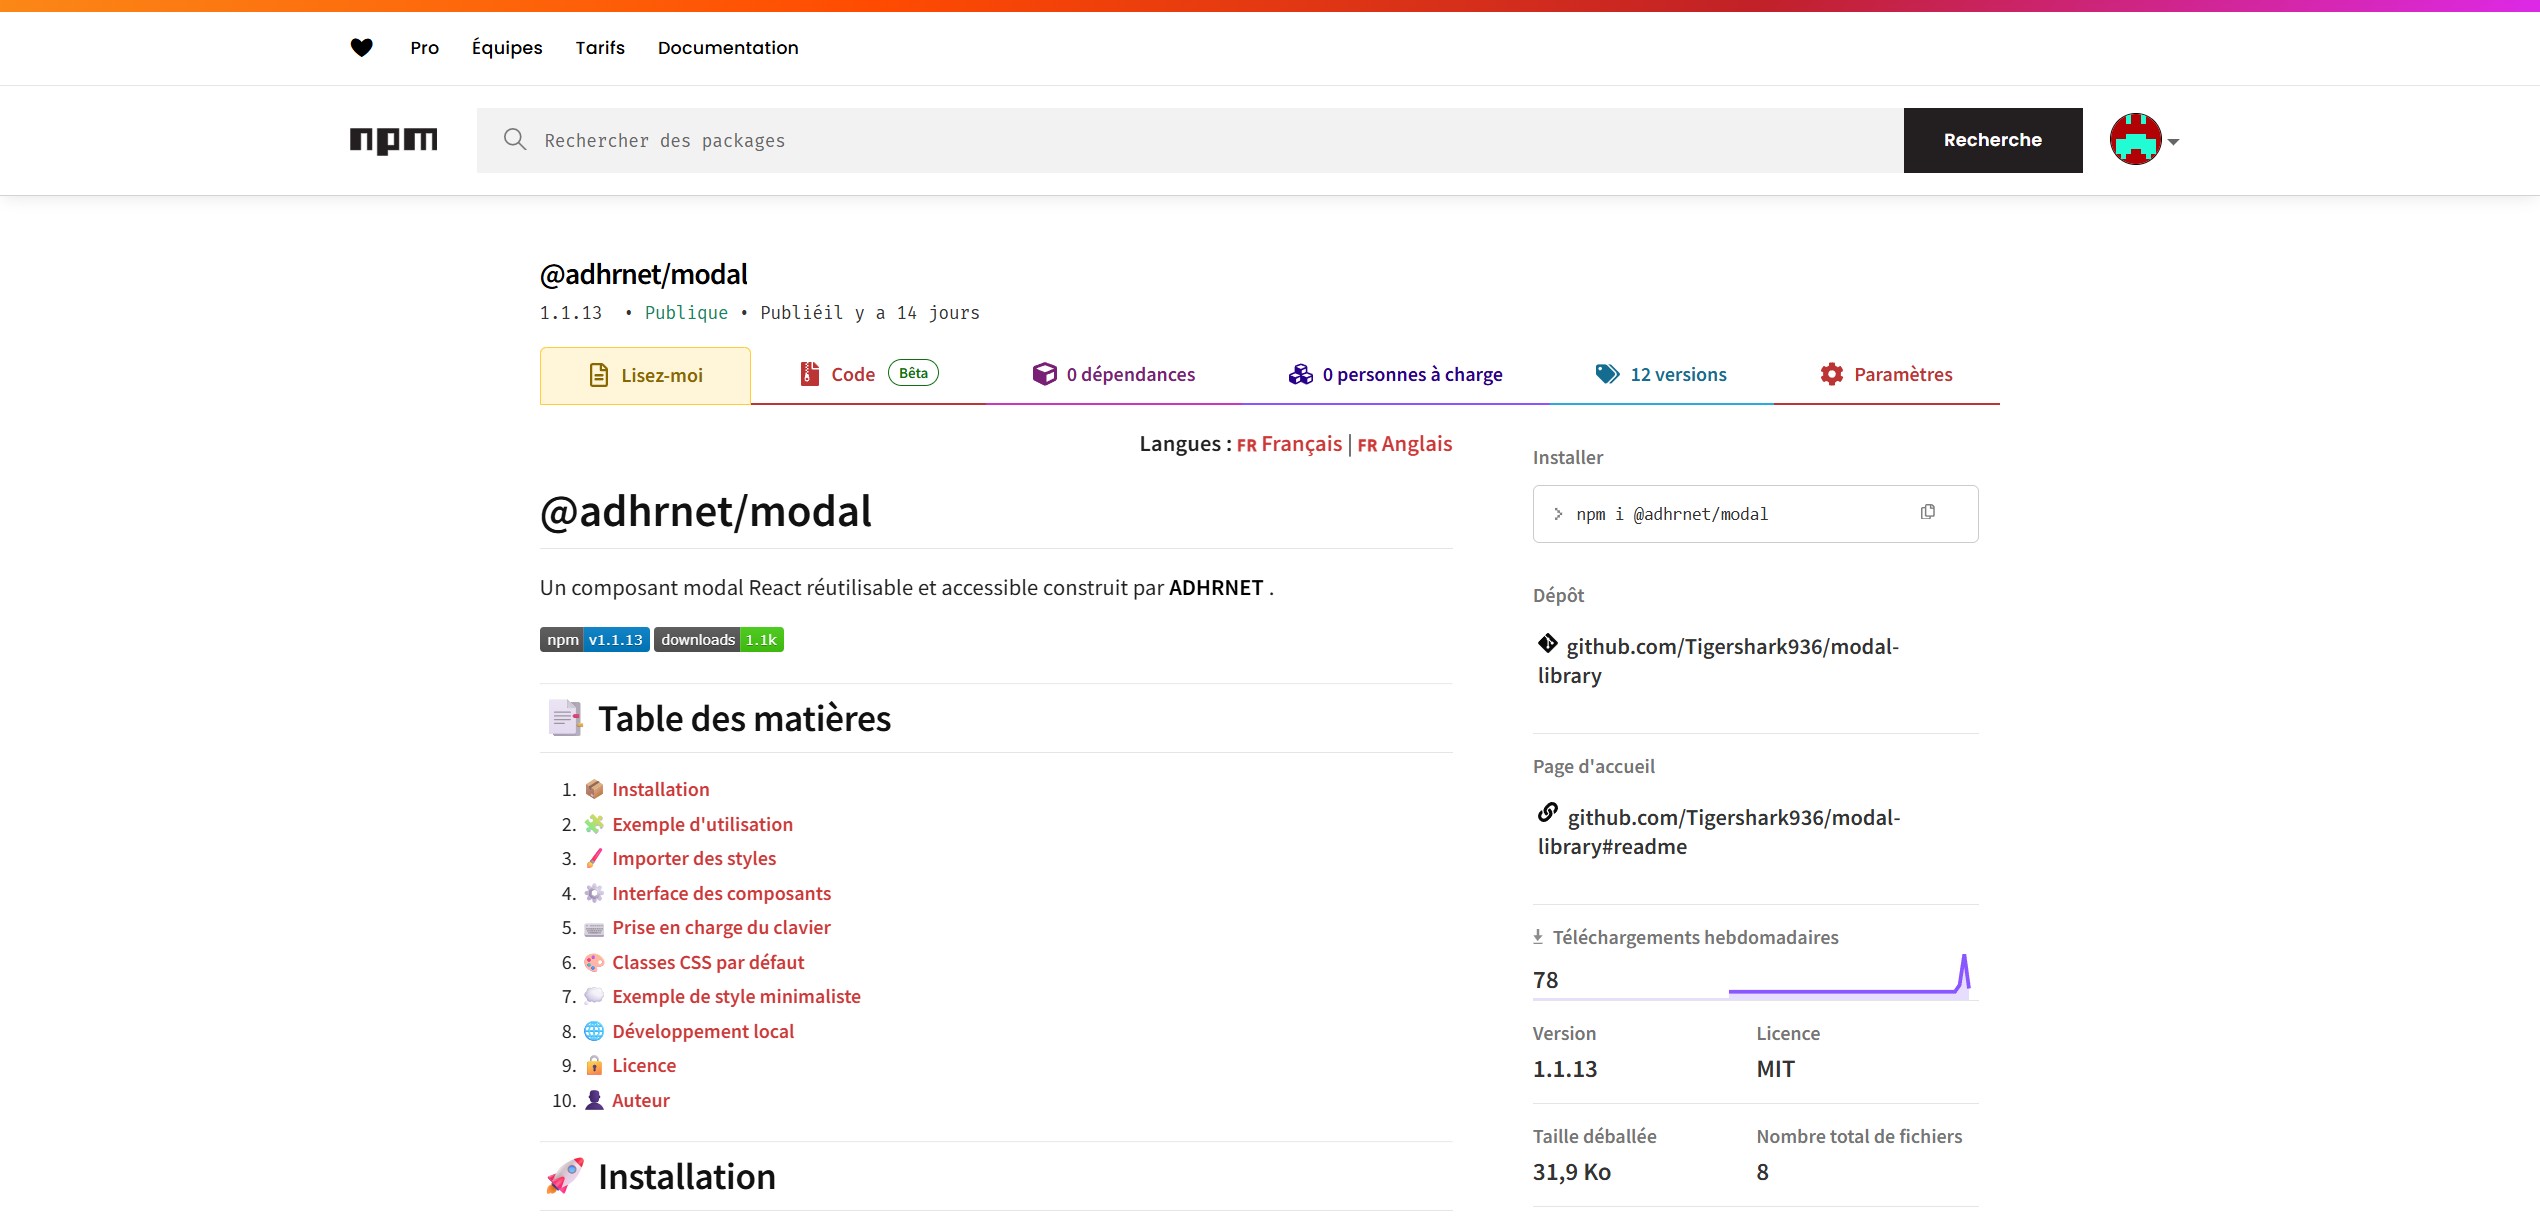 Pro Équipes Tarifs Documentation
npm Rechercher des packages Recherche
@adhrnet/modal
1.1.13 • Publique • Publiéil y a 14 jours
Lisez-moi Code Bêta 0 dépendances 0 personnes à charge 12 versions Paramètres
Langues : FR Français | FR Anglais
@adhrnet/modal
Un composant modal React réutilisable et accessible construit par ADHRNET .
npm v1.1.13 downloads 1.1k
Table des matières
1. Installation
2. Exemple d'utilisation
3. Importer des styles
4. Interface des composants
5. Prise en charge du clavier
6. Classes CSS par défaut
7. Exemple de style minimaliste
8. Développement local
9. Licence
10. Auteur
Installation
Installer
> npm i @adhrnet/modal
Dépôt
github.com/Tigershark936/modal-
library
Page d'accueil
github.com/Tigershark936/modal-
library#readme
Téléchargements hebdomadaires
78
Version Licence
1.1.13 MIT
Taille déballée Nombre total de fichiers
31,9 Ko 8